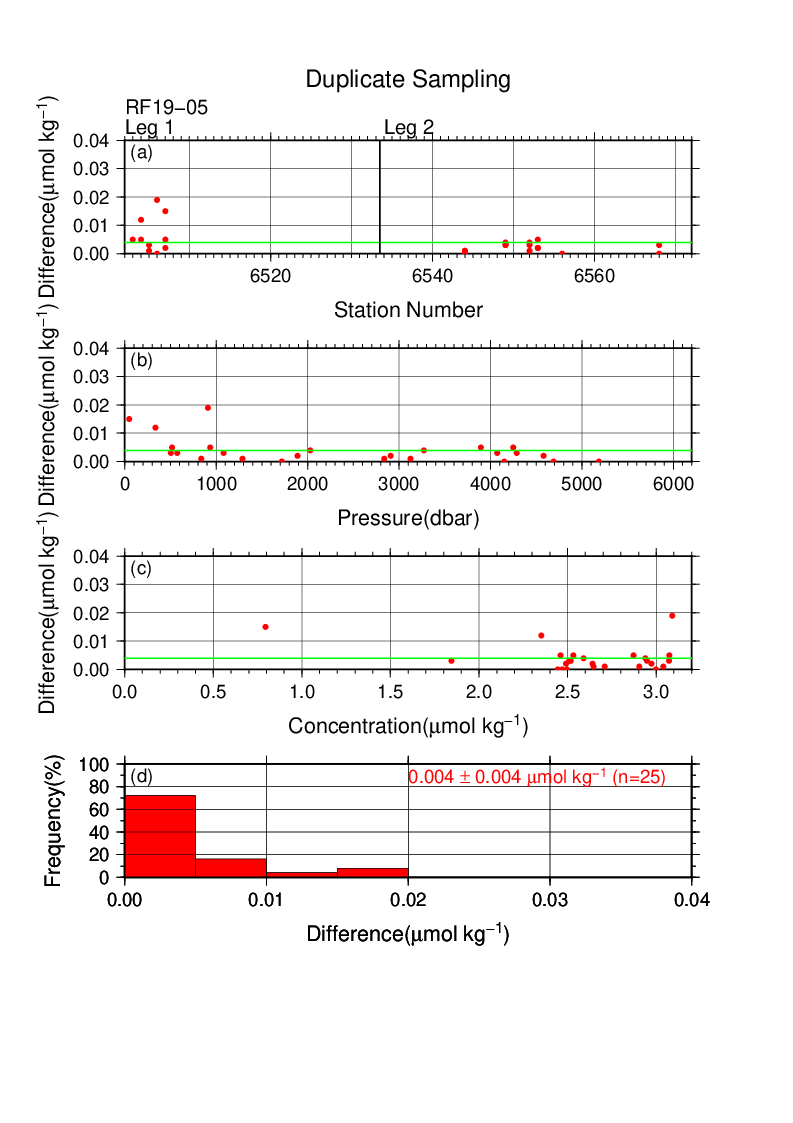 Duplicate Sampling
RF19−05
Leg 1 Leg 2
(a)
0.04
0.03
0.02
0.01
0.00
Difference(μmol kg⁻¹)
6520 6540 6560
Station Number
(b)
0.04
0.03
0.02
0.01
0.00
Difference(μmol kg⁻¹)
0 1000 2000 3000 4000 5000 6000
Pressure(dbar)
(c)
0.04
0.03
0.02
0.01
0.00
Difference(μmol kg⁻¹)
0.0 0.5 1.0 1.5 2.0 2.5 3.0
Concentration(μmol kg⁻¹)
(d) 0.004 ± 0.004 μmol kg⁻¹ (n=25)
100
80
60
40
20
0
Frequency(%)
0.00 0.01 0.02 0.03 0.04
Difference(μmol kg⁻¹)